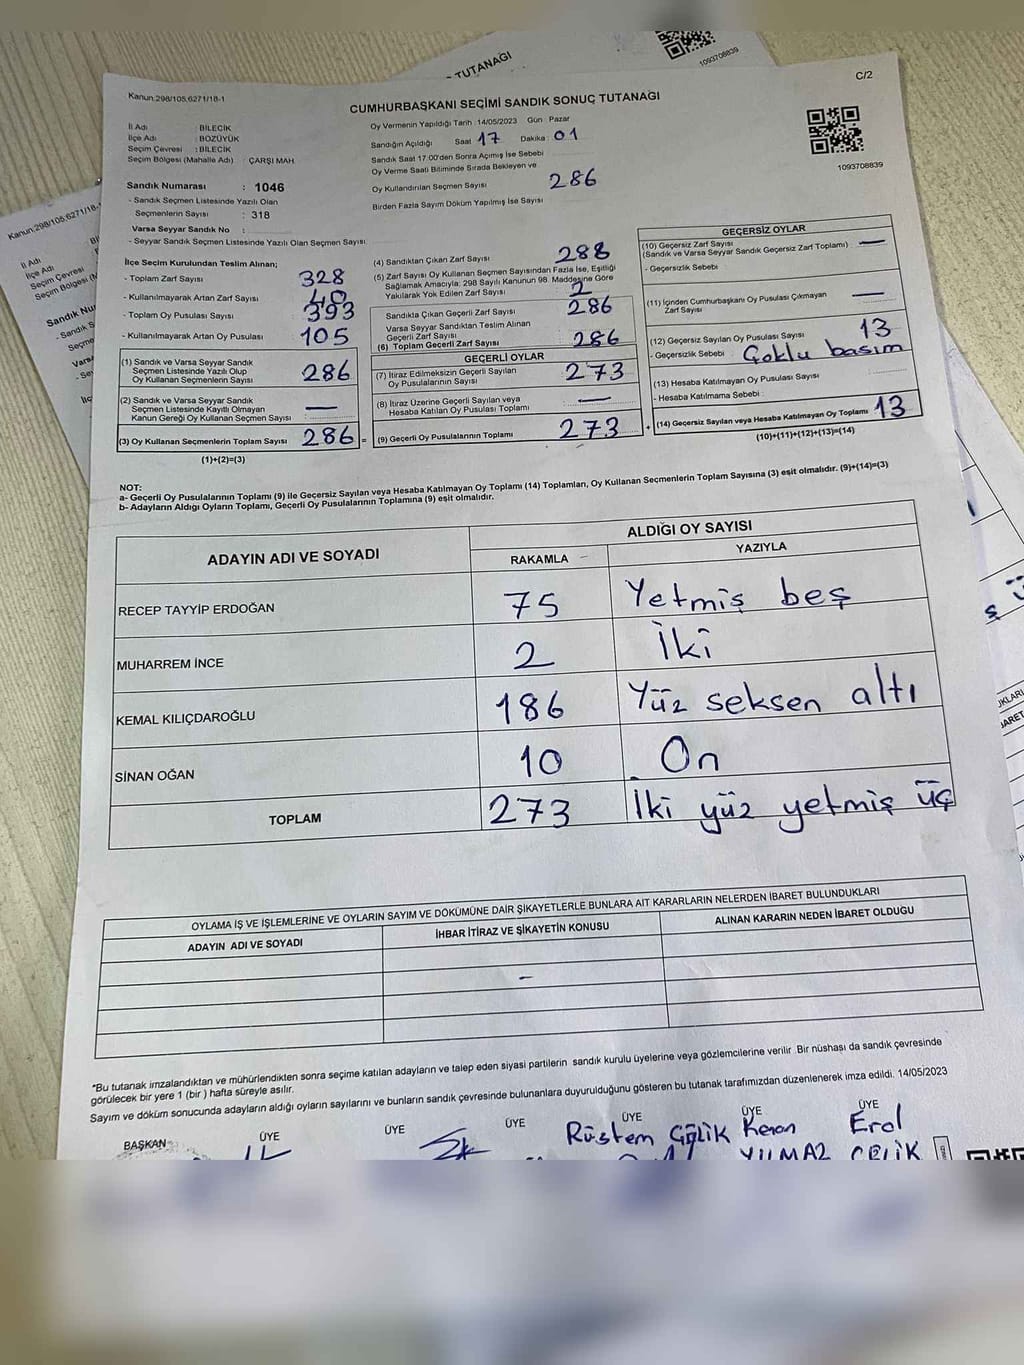 TUTANAĞI
1093708839
Kanun:298/105,6271/18-1
C/2
CUMHURBAŞKANI SEÇİMİ SANDIK SONUÇ TUTANAĞI
İl Adı : BİLECİK
İlçe Adı : BOZÜYÜK
Seçim Çevresi : BİLECİK
Seçim Bölgesi (Mahalle Adı) : ÇARŞI MAH
Sandık Numarası : 1046
- Sandık Seçmen Listesinde Yazılı Olan
Seçmenlerin Sayısı : 318
Varsa Seyyar Sandık No :
- Seyyar Sandık Seçmen Listesinde Yazılı Olan Seçmen Sayısı
Oy Vermenin Yapıldığı Tarih :14/05/2023 Gün : Pazar
Sandığın Açıldığı Saat 17 Dakika : 01
Sandık Saat 17.00'den Sonra Açımış İse Sebebi
Oy Verme Saati Bitiminde Sırada Bekleyen ve
Oy Kullandırılan Seçmen Sayısı 286
Birden Fazla Sayım Döküm Yapılmış İse Sayısı
1093708839
İlçe Seçim Kurulundan Teslim Alınan;
- Toplam Zarf Sayısı 328
- Kullanılmayarak Artan Zarf Sayısı 40
- Toplam Oy Pusulası Sayısı 393
- Kullanılmayarak Artan Oy Pusulası 105
(1) Sandık ve Varsa Seyyar Sandık
Seçmen Listesinde Yazılı Olup
Oy Kullanan Seçmenlerin Sayısı 286
(2) Sandık ve Varsa Seyyar Sandık
Seçmen Listesinde Kayıtlı Olmayan
Kanun Gereği Oy Kullanan Seçmen Sayısı —
(3) Oy Kullanan Seçmenlerin Toplam Sayısı 286 =
(1)+(2)=(3)
(4) Sandıktan Çıkan Zarf Sayısı 288
(5) Zarf Sayısı Oy Kullanan Seçmen Sayısından Fazla İse, Eşitliği
Sağlamak Amacıyla; 298 Sayılı Kanunun 98. Maddesine Göre
Yakılarak Yok Edilen Zarf Sayısı 2
Sandıkta Çıkan Geçerli Zarf Sayısı 286
Varsa Seyyar Sandıktan Teslim Alınan
Geçerli Zarf Sayısı
(6) Toplam Geçerli Zarf Sayısı 286
GEÇERLİ OYLAR
(7) İtiraz Edilmeksizin Geçerli Sayılan
Oy Pusulalarının Sayısı 273
(8) İtiraz Üzerine Geçerli Sayılan veya
Hesaba Katılan Oy Pusulası Toplamı —
(9) Geçerli Oy Pusulalarının Toplamı 273 +
GEÇERSİZ OYLAR
(10) Geçersiz Zarf Sayısı
(Sandık ve Varsa Seyyar Sandık Geçersiz Zarf Toplamı) —
- Geçersizlik Sebebi
(11) İçinden Cumhurbaşkanı Oy Pusulası Çıkmayan
Zarf Sayısı —
(12) Geçersiz Sayılan Oy Pusulası Sayısı 13
- Geçersizlik Sebebi Çoklu basım
(13) Hesaba Katılmayan Oy Pusulası Sayısı
- Hesaba Katılmama Sebebi :
(14) Geçersiz Sayılan veya Hesaba Katılmayan Oy Toplamı 13
(10)+(11)+(12)+(13)=(14)
NOT:
a- Geçerli Oy Pusulalarının Toplamı (9) ile Geçersiz Sayılan veya Hesaba Katılmayan Oy Toplamı (14) Toplamları, Oy Kullanan Seçmenlerin Toplam Sayısına (3) eşit olmalıdır. (9)+(14)=(3)
b- Adayların Aldığı Oyların Toplamı, Geçerli Oy Pusulalarının Toplamına (9) eşit olmalıdır.
ADAYIN ADI VE SOYADI ALDIĞI OY SAYISI
RAKAMLA YAZIYLA
RECEP TAYYİP ERDOĞAN 75 Yetmiş beş
MUHARREM İNCE 2 İki
KEMAL KILIÇDAROĞLU 186 Yüz seksen altı
SİNAN OĞAN 10 On
TOPLAM 273 İki yüz yetmiş üç
OYLAMA İŞ VE İŞLEMLERİNE VE OYLARIN SAYIM VE DÖKÜMÜNE DAİR ŞİKAYETLERLE BUNLARA AIT KARARLARIN NELERDEN İBARET BULUNDUKLARI
ADAYIN ADI VE SOYADI İHBAR İTİRAZ VE ŞİKAYETİN KONUSU ALINAN KARARIN NEDEN İBARET OLDUĞU
-
*Bu tutanak imzalandıktan ve mühürlendikten sonra seçime katılan adayların ve talep eden siyasi partilerin sandık kurulu üyelerine veya gözlemcilerine verilir. Bir nüshası da sandık çevresinde
görülecek bir yere 1 (bir ) hafta süreyle asılır.
Sayım ve döküm sonucunda adayların aldığı oyların sayılarını ve bunların sandık çevresinde bulunanlara duyurulduğunu gösteren bu tutanak tarafımızdan düzenlenerek imza edildi. 14/05/2023
BAŞKAN ÜYE ÜYE ÜYE ÜYE ÜYE ÜYE
Rüstem Kenan Erol
YILMAZ ÇELİK